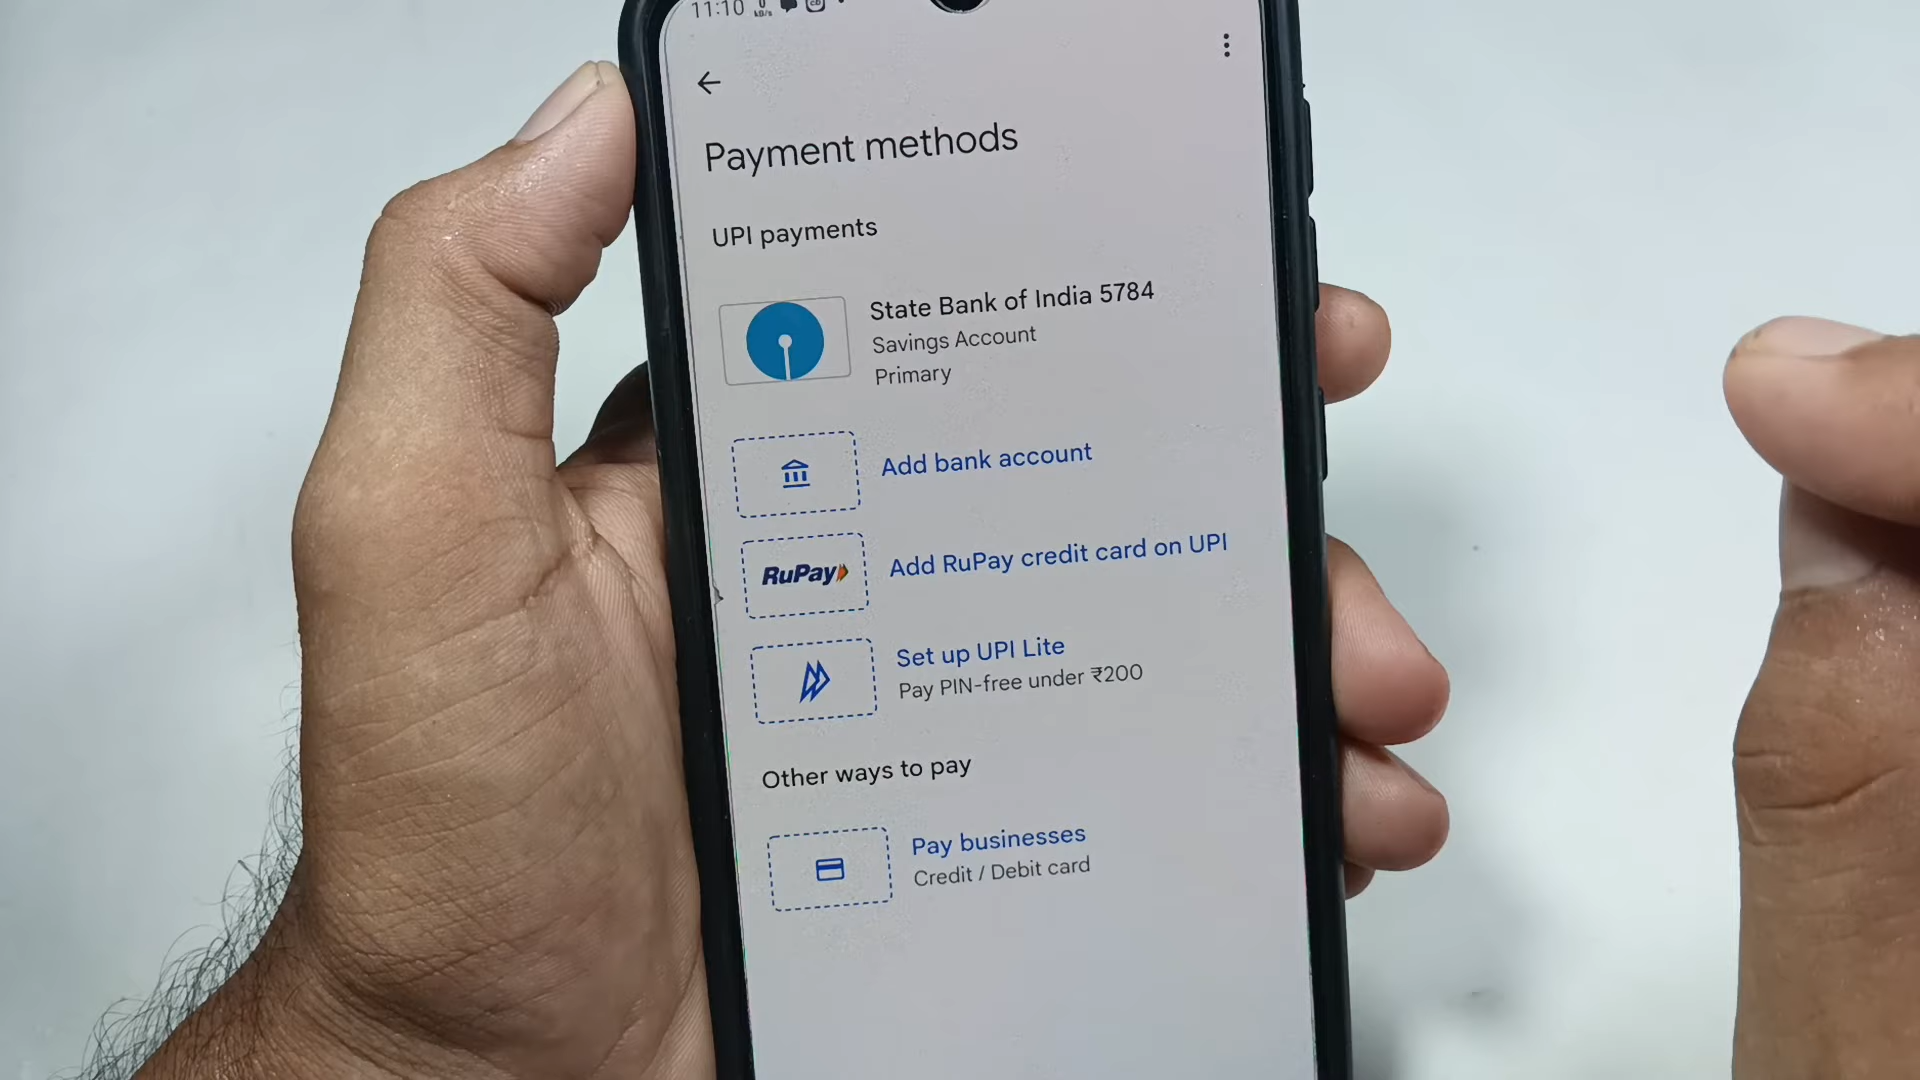 11:10 0 KB/s
Payment methods
UPI payments
State Bank of India 5784
Savings Account
Primary
Add bank account
RuPay
Add RuPay credit card on UPI
Set up UPI Lite
Pay PIN-free under ₹200
Other ways to pay
Pay businesses
Credit / Debit card